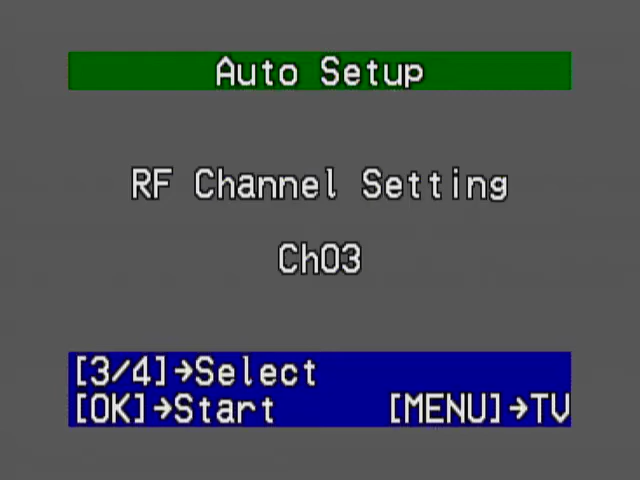 Auto Setup
RF Channel Setting
Ch03
[3/4]→Select
[OK]→Start [MENU]→TV